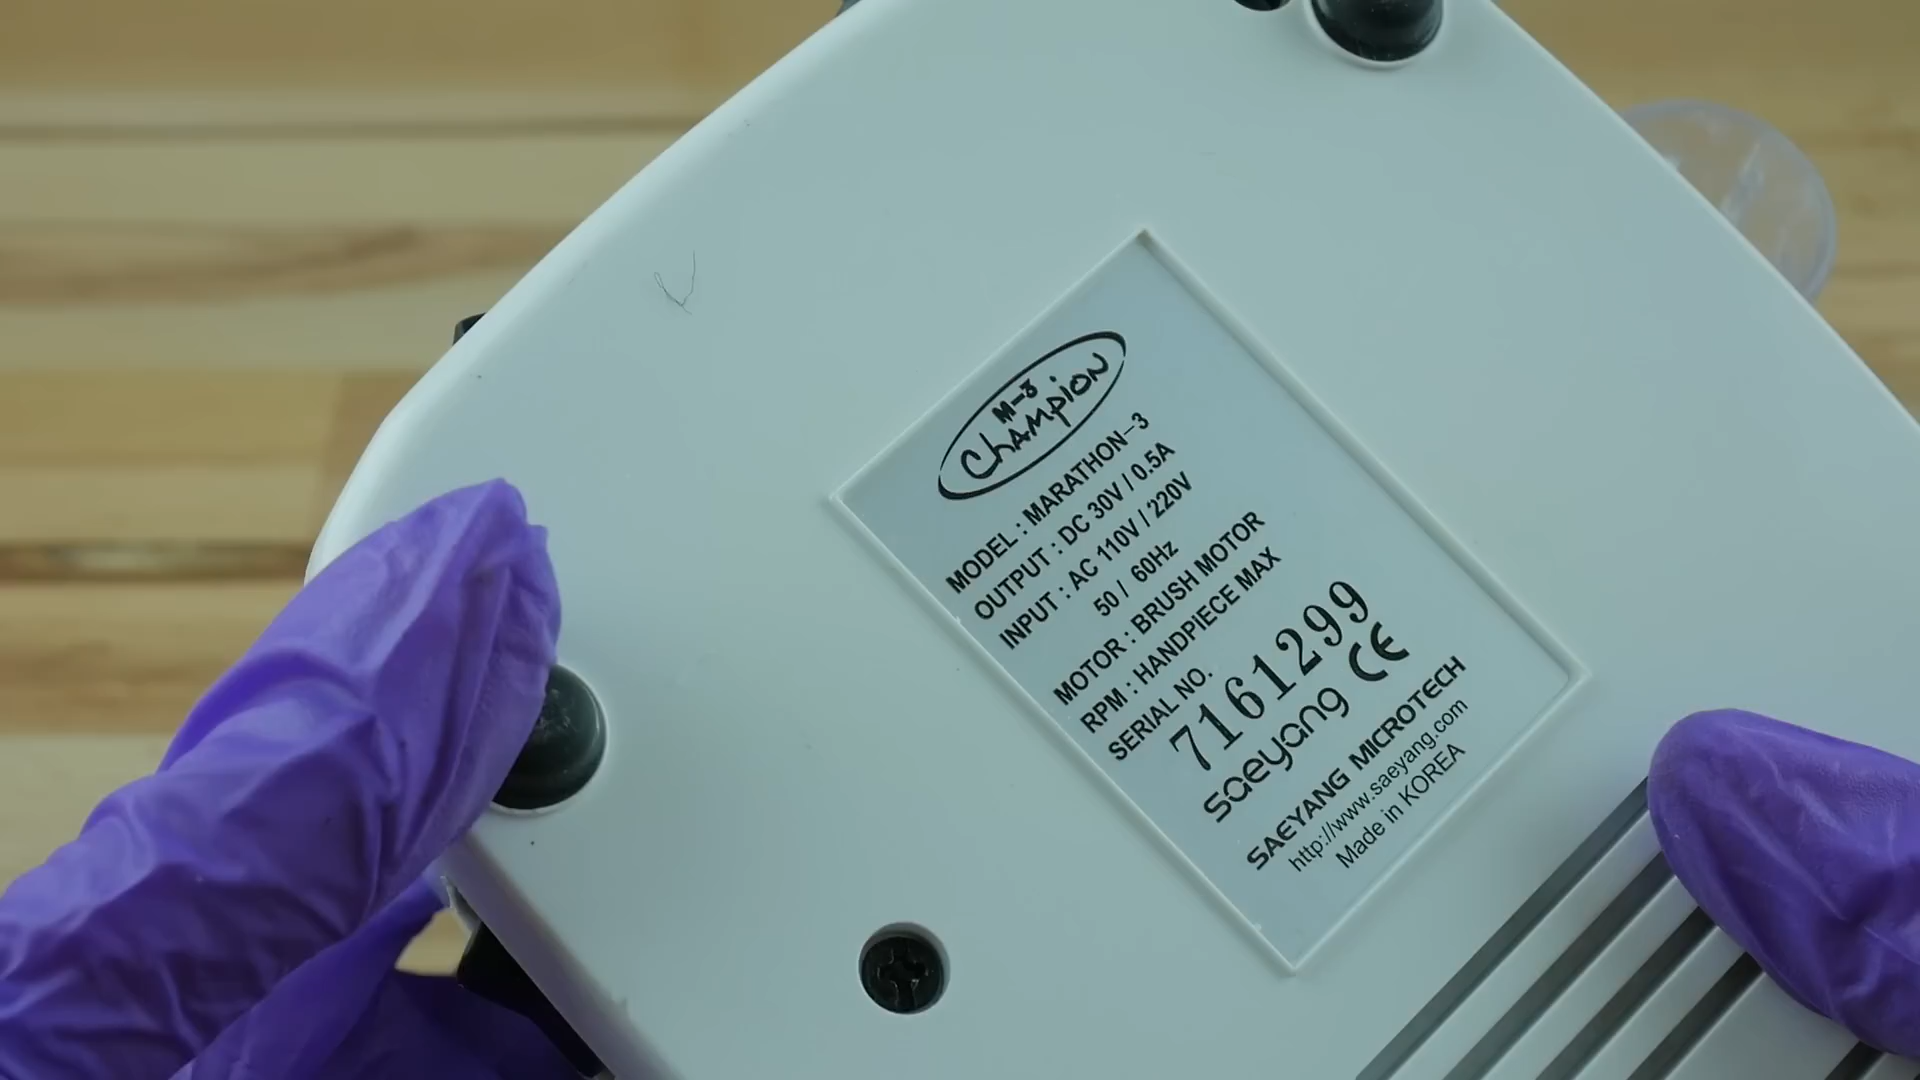 M-3
Champion
MODEL : MARATHON-3
OUTPUT : DC 30V / 0.5A
INPUT : AC 110V / 220V
50 / 60Hz
MOTOR : BRUSH MOTOR
RPM : HANDPIECE MAX
SERIAL NO.
7161299
saeyang CE
SAEYANG MICROTECH
http://www.saeyang.com
Made in KOREA